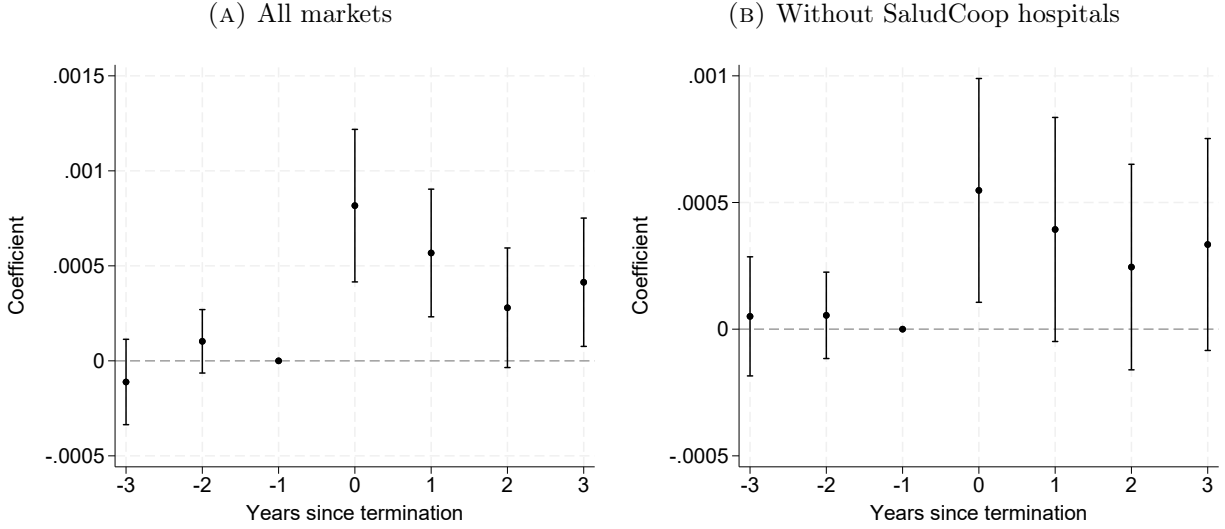 (A) All markets
.0015
.001
.0005
0
-.0005
Coefficient
-3 -2 -1 0 1 2 3
Years since termination
(B) Without SaludCoop hospitals
.001
.0005
0
-.0005
Coefficient
-3 -2 -1 0 1 2 3
Years since termination